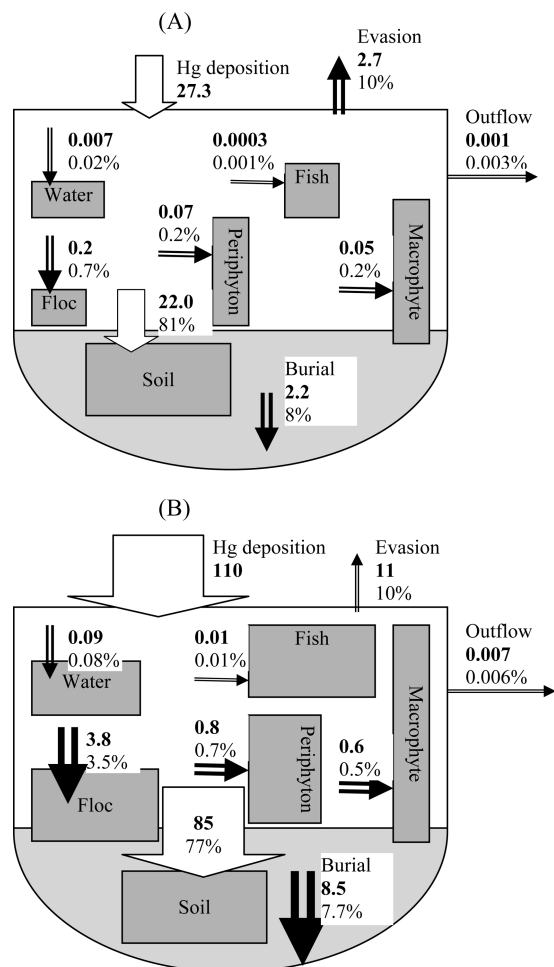 (A)
Hg deposition
27.3
Evasion
2.7
10%
Outflow
0.001
0.003%
0.007
0.02%
Water
0.0003
0.001%
Fish
0.07
0.2%
Periphyton
0.05
0.2%
Macrophyte
0.2
0.7%
Floc
22.0
81%
Soil
Burial
2.2
8%
(B)
Hg deposition
110
Evasion
11
10%
Outflow
0.007
0.006%
0.09
0.08%
Water
0.01
0.01%
Fish
Macrophyte
3.8
3.5%
Floc
0.8
0.7%
Periphyton
0.6
0.5%
85
77%
Soil
Burial
8.5
7.7%